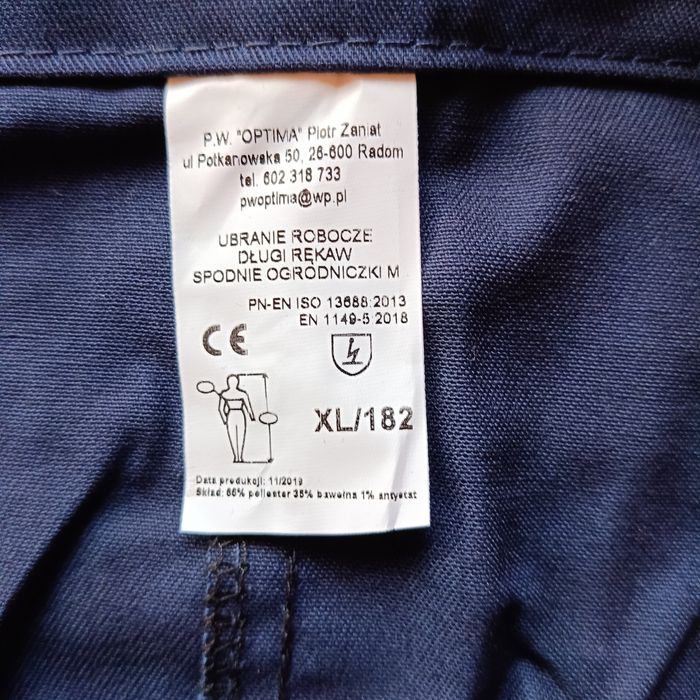 P.W. "OPTIMA" Piotr Zaniat
ul Potkanowska 50, 26-600 Radom
tel. 602 318 733
pwoptima@wp.pl
UBRANIE ROBOCZE
DŁUGI RĘKAW
SPODNIE OGRODNICZKI M
PN-EN ISO 13688:2013
EN 1149-5:2018
CE
XL/182
Data produkcji: 11/2019
Skład: 66% poliester 33% bawełna 1% antystat